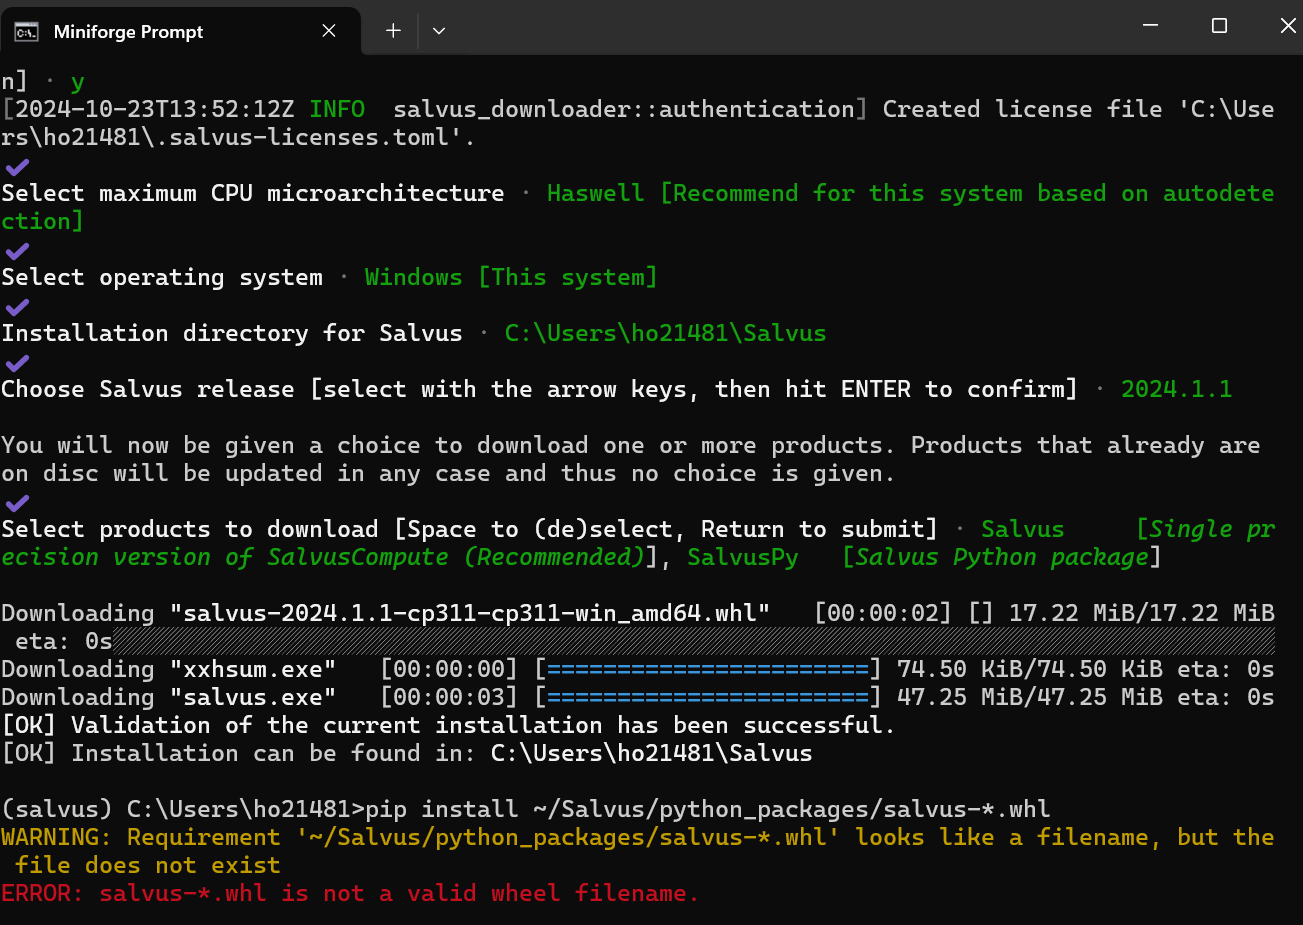 Miniforge Prompt
n] · y
[2024-10-23T13:52:12Z INFO  salvus_downloader::authentication] Created license file 'C:\Use
rs\ho21481\.salvus-licenses.toml'.
✔
Select maximum CPU microarchitecture · Haswell [Recommend for this system based on autodete
ction]
✔
Select operating system · Windows [This system]
✔
Installation directory for Salvus · C:\Users\ho21481\Salvus
✔
Choose Salvus release [select with the arrow keys, then hit ENTER to confirm] · 2024.1.1
You will now be given a choice to download one or more products. Products that already are
on disc will be updated in any case and thus no choice is given.
✔
Select products to download [Space to (de)select, Return to submit] · Salvus     [Single pr
ecision version of SalvusCompute (Recommended)], SalvusPy   [Salvus Python package]
Downloading "salvus-2024.1.1-cp311-cp311-win_amd64.whl"   [00:00:02] [] 17.22 MiB/17.22 MiB
 eta: 0s
Downloading "xxhsum.exe"   [00:00:00] [=======================] 74.50 KiB/74.50 KiB eta: 0s
Downloading "salvus.exe"   [00:00:03] [=======================] 47.25 MiB/47.25 MiB eta: 0s
[OK] Validation of the current installation has been successful.
[OK] Installation can be found in: C:\Users\ho21481\Salvus
(salvus) C:\Users\ho21481>pip install ~/Salvus/python_packages/salvus-*.whl
WARNING: Requirement '~/Salvus/python_packages/salvus-*.whl' looks like a filename, but the
 file does not exist
ERROR: salvus-*.whl is not a valid wheel filename.